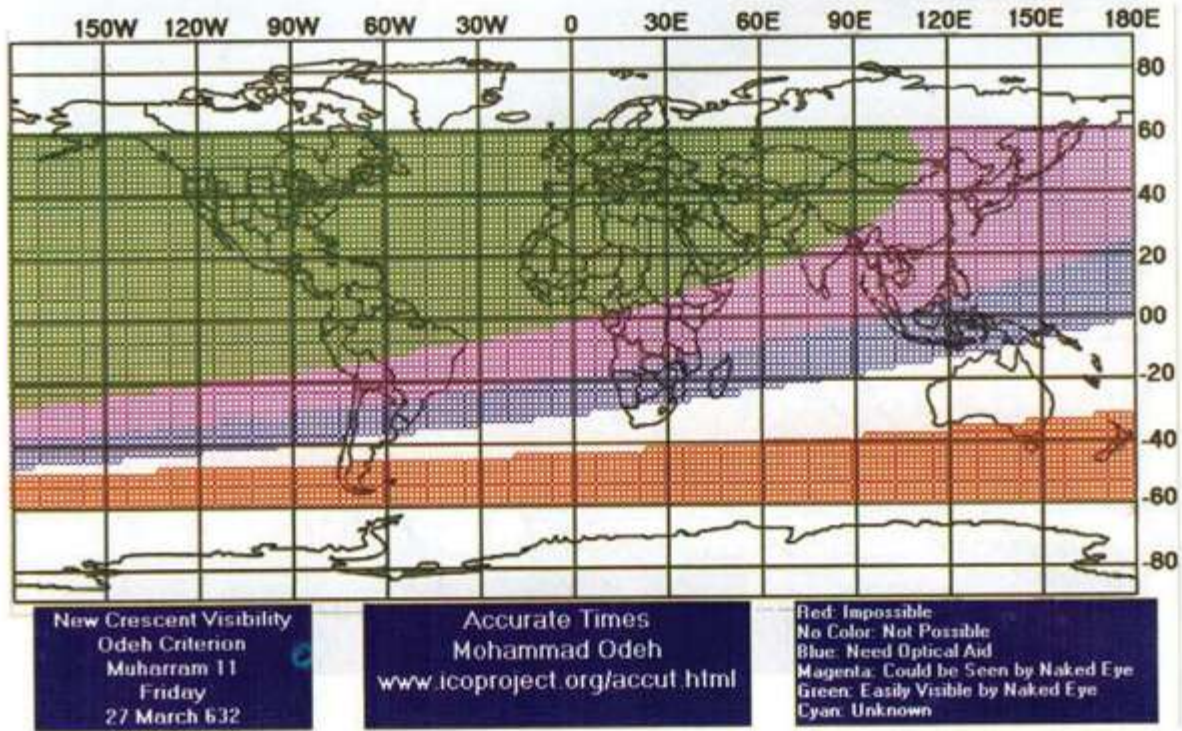 150W 120W 90W 60W 30W 0 30E 60E 90E 120E 150E 180E
80
60
40
20
00
-20
-40
-60
-80
New Crescent Visibility
Odeh Criterion
Muharram 11
Friday
27 March 632
Accurate Times
Mohammad Odeh
www.icoproject.org/accut.html
Red: Impossible
No Color: Not Possible
Blue: Need Optical Aid
Magenta: Could be Seen by Naked Eye
Green: Easily Visible by Naked Eye
Cyan: Unknown